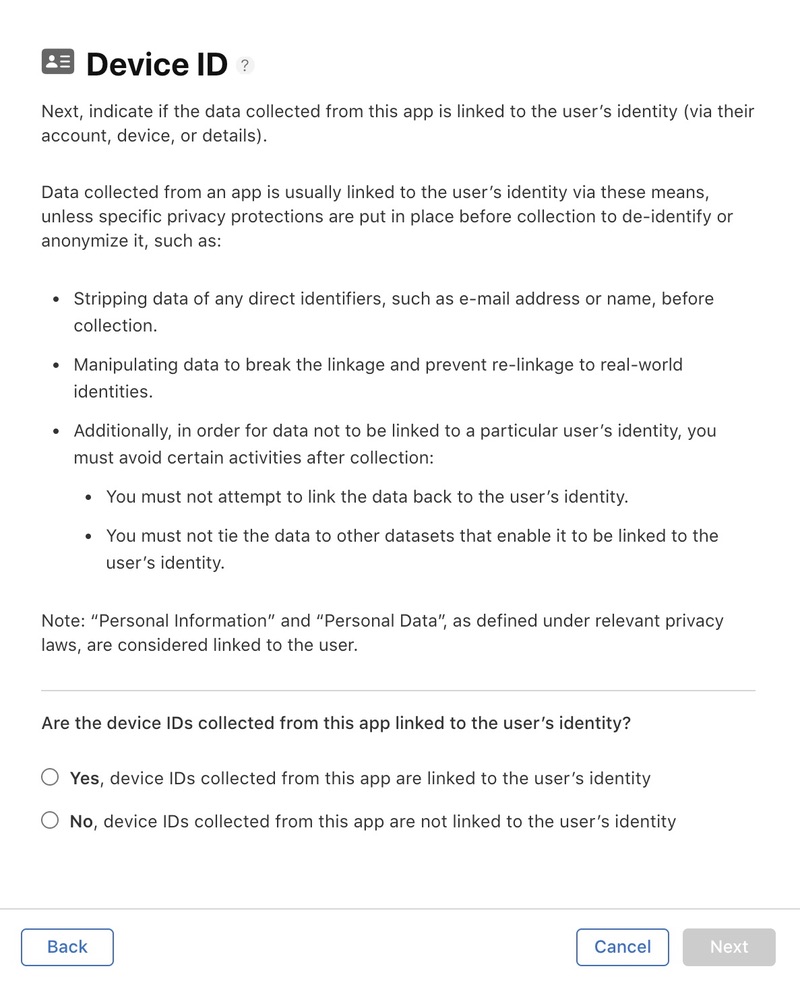 Device ID ?
Next, indicate if the data collected from this app is linked to the user’s identity (via their
account, device, or details).
Data collected from an app is usually linked to the user’s identity via these means,
unless specific privacy protections are put in place before collection to de-identify or
anonymize it, such as:
• Stripping data of any direct identifiers, such as e-mail address or name, before
collection.
• Manipulating data to break the linkage and prevent re-linkage to real-world
identities.
• Additionally, in order for data not to be linked to a particular user’s identity, you
must avoid certain activities after collection:
• You must not attempt to link the data back to the user’s identity.
• You must not tie the data to other datasets that enable it to be linked to the
user’s identity.
Note: “Personal Information” and “Personal Data”, as defined under relevant privacy
laws, are considered linked to the user.
Are the device IDs collected from this app linked to the user’s identity?
Yes, device IDs collected from this app are linked to the user’s identity
No, device IDs collected from this app are not linked to the user’s identity
Back Cancel Next